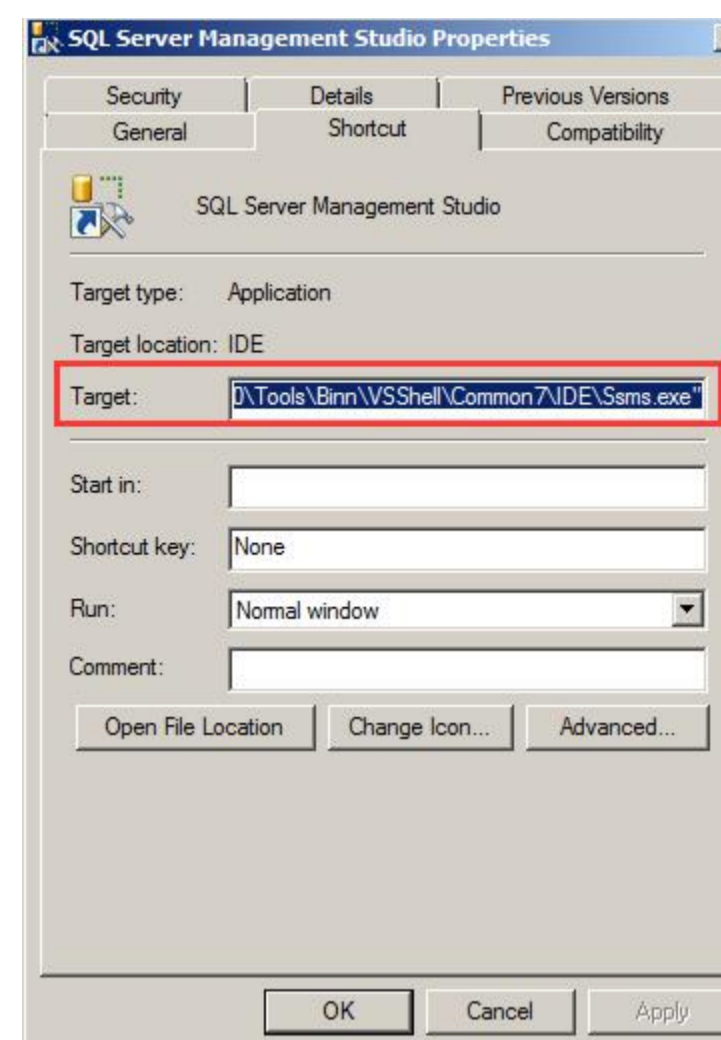 SQL Server Management Studio Properties
Security Details Previous Versions
General Shortcut Compatibility
SQL Server Management Studio
Target type: Application
Target location: IDE
Target: 0\Tools\Binn\VSShell\Common7\IDE\Ssms.exe"
Start in:
Shortcut key: None
Run: Normal window
Comment:
Open File Location Change Icon... Advanced...
OK Cancel Apply